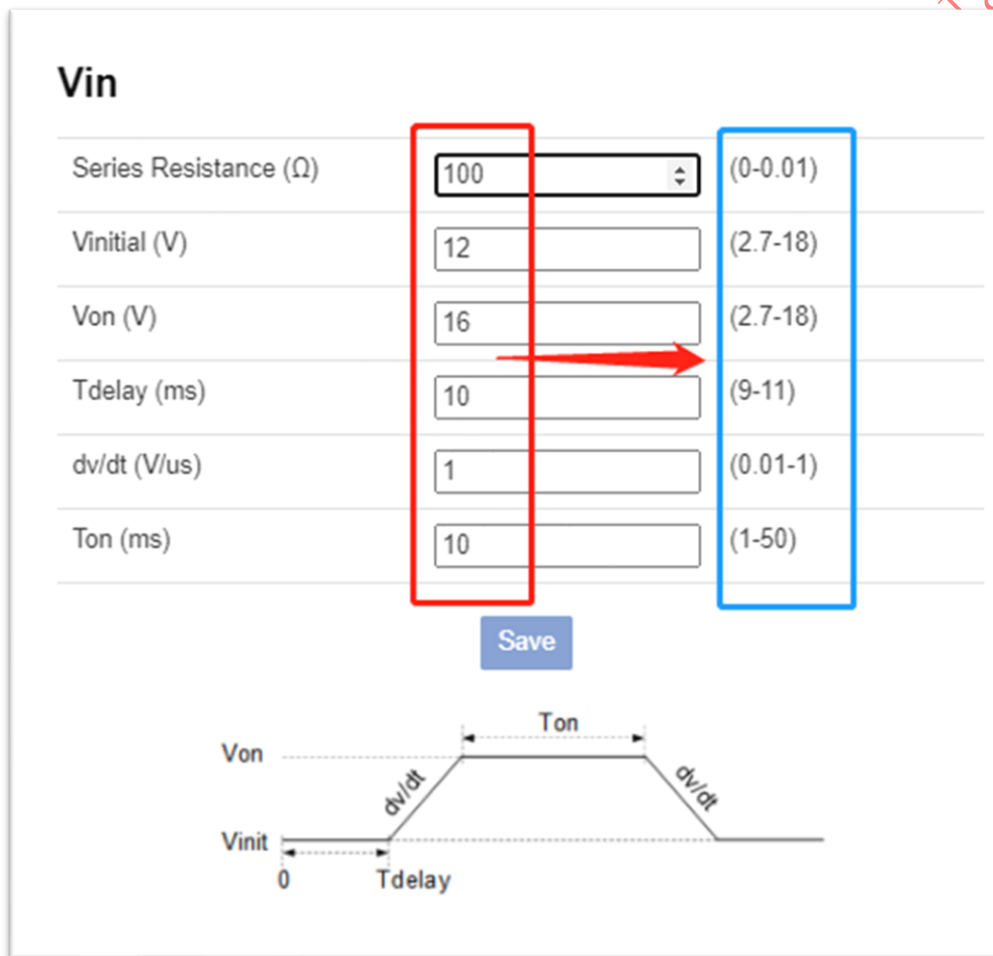 Vin
Series Resistance (Ω) 100 (0-0.01)
Vinitial (V) 12 (2.7-18)
Von (V) 16 (2.7-18)
Tdelay (ms) 10 (9-11)
dv/dt (V/us) 1 (0.01-1)
Ton (ms) 10 (1-50)
Save
Ton
Von
dv/dt dv/dt
Vinit
0 Tdelay